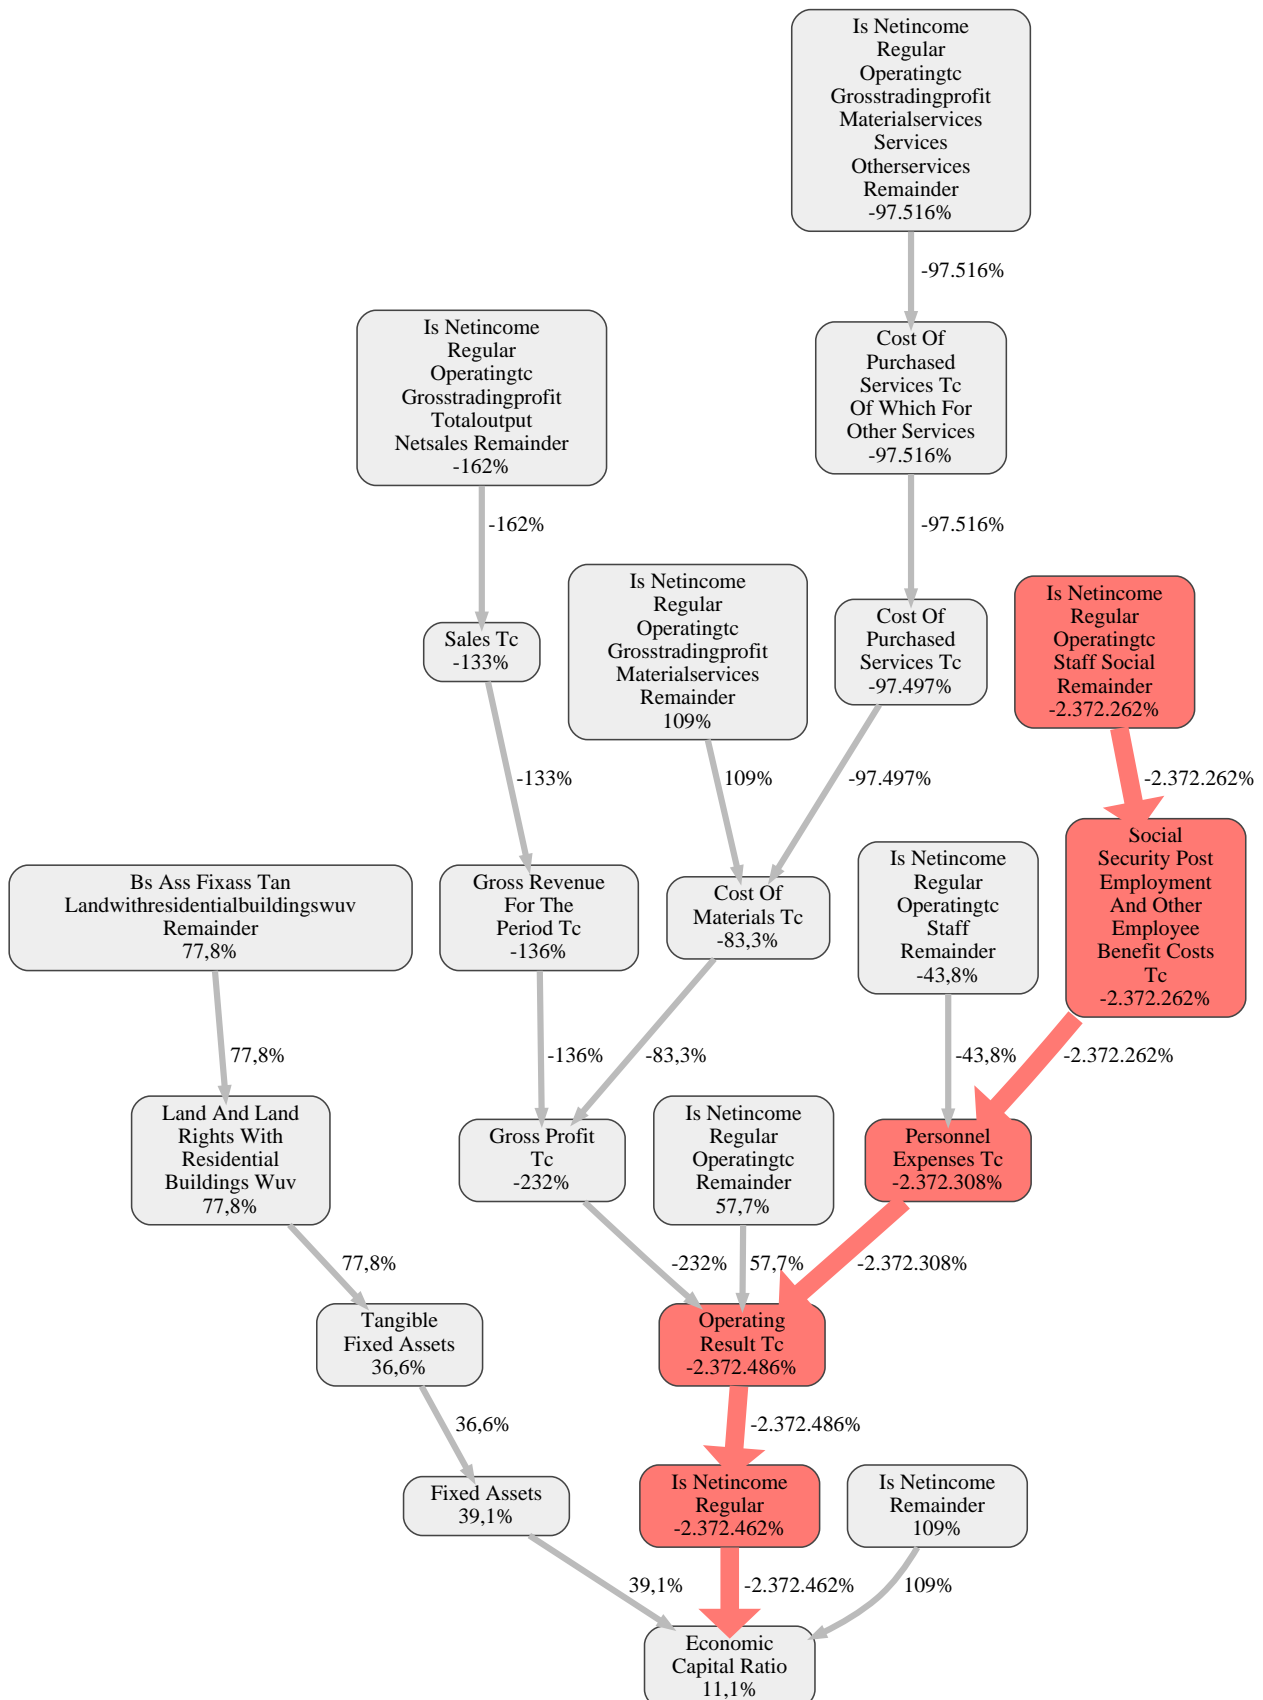 Is Netincome
Regular
Operatingtc
Grosstradingprofit
Materialservices
Services
Otherservices
Remainder
-97.516%
-97.516%
Is Netincome
Regular
Operatingtc
Grosstradingprofit
Totaloutput
Netsales Remainder
-162%
Cost Of
Purchased
Services Tc
Of Which For
Other Services
-97.516%
-162%
-97.516%
Is Netincome
Regular
Operatingtc
Grosstradingprofit
Materialservices
Remainder
109%
Is Netincome
Regular
Operatingtc
Staff Social
Remainder
-2.372.262%
Cost Of
Purchased
Services Tc
-97.497%
Sales Tc
-133%
-133%
109%
-97.497%
-2.372.262%
Social
Security Post
Employment
And Other
Employee
Benefit Costs
Tc
-2.372.262%
Is Netincome
Regular
Operatingtc
Staff
Remainder
-43,8%
Bs Ass Fixass Tan
Landwithresidentialbuildingswuv
Remainder
77,8%
Gross Revenue
For The
Period Tc
-136%
Cost Of
Materials Tc
-83,3%
77,8%
-136%
-83,3%
-43,8%
-2.372.262%
Land And Land
Rights With
Residential
Buildings Wuv
77,8%
Gross Profit
Tc
-232%
Is Netincome
Regular
Operatingtc
Remainder
57,7%
Personnel
Expenses Tc
-2.372.308%
77,8%
-232%
57,7%
-2.372.308%
Tangible
Fixed Assets
36,6%
Operating
Result Tc
-2.372.486%
36,6%
-2.372.486%
Fixed Assets
39,1%
Is Netincome
Regular
-2.372.462%
Is Netincome
Remainder
109%
39,1%
-2.372.462%
109%
Economic
Capital Ratio
11,1%